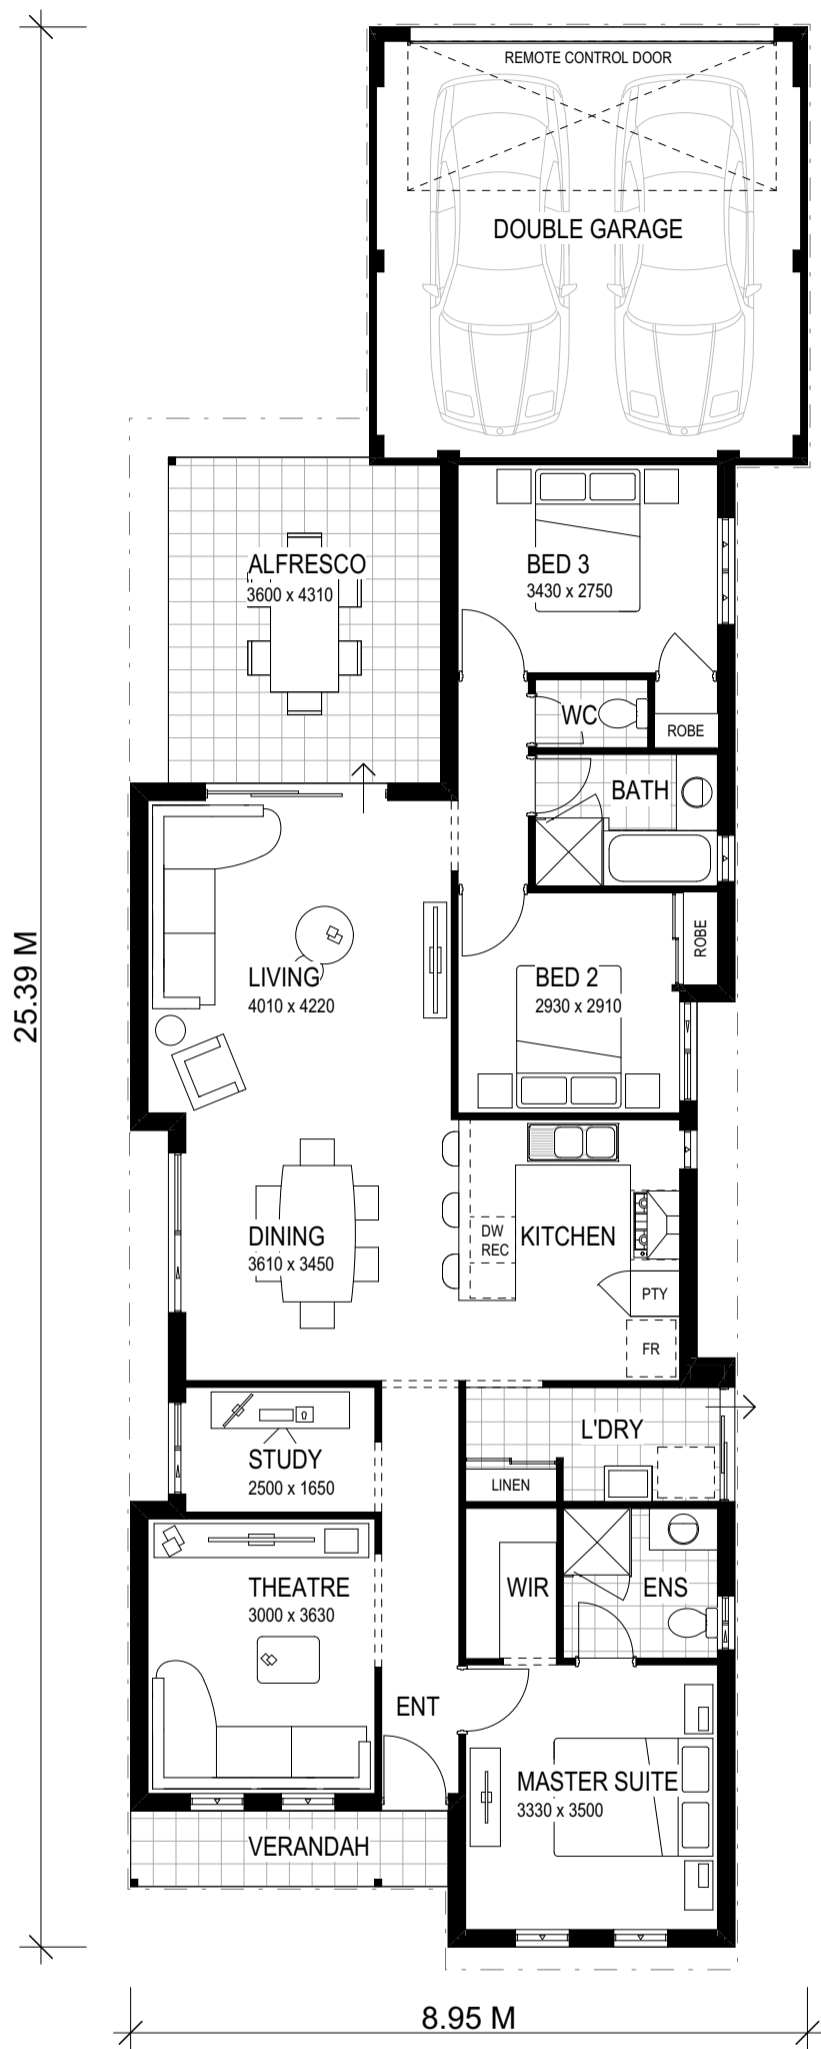 REMOTE CONTROL DOOR
DOUBLE GARAGE
ALFRESCO
3600 x 4310
BED 3
3430 x 2750
WC
ROBE
BATH
25.39 M
LIVING
4010 x 4220
BED 2
2930 x 2910
ROBE
DINING
3610 x 3450
DW
REC
KITCHEN
PTY
FR
STUDY
2500 x 1650
L'DRY
LINEN
THEATRE
3000 x 3630
WIR
ENS
ENT
MASTER SUITE
3330 x 3500
VERANDAH
8.95 M